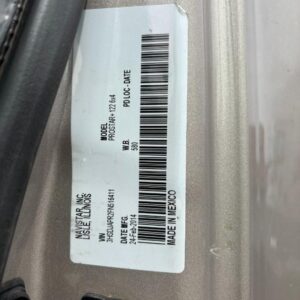 NAVISTAR, INC.
LISLE, ILLINOIS
VIN
MODEL
PROSTAR+ 122 6x4
DATE MFG.
24-Feb-2014
W.B.
580
PD LOC - DATE
MADE IN MEXICO